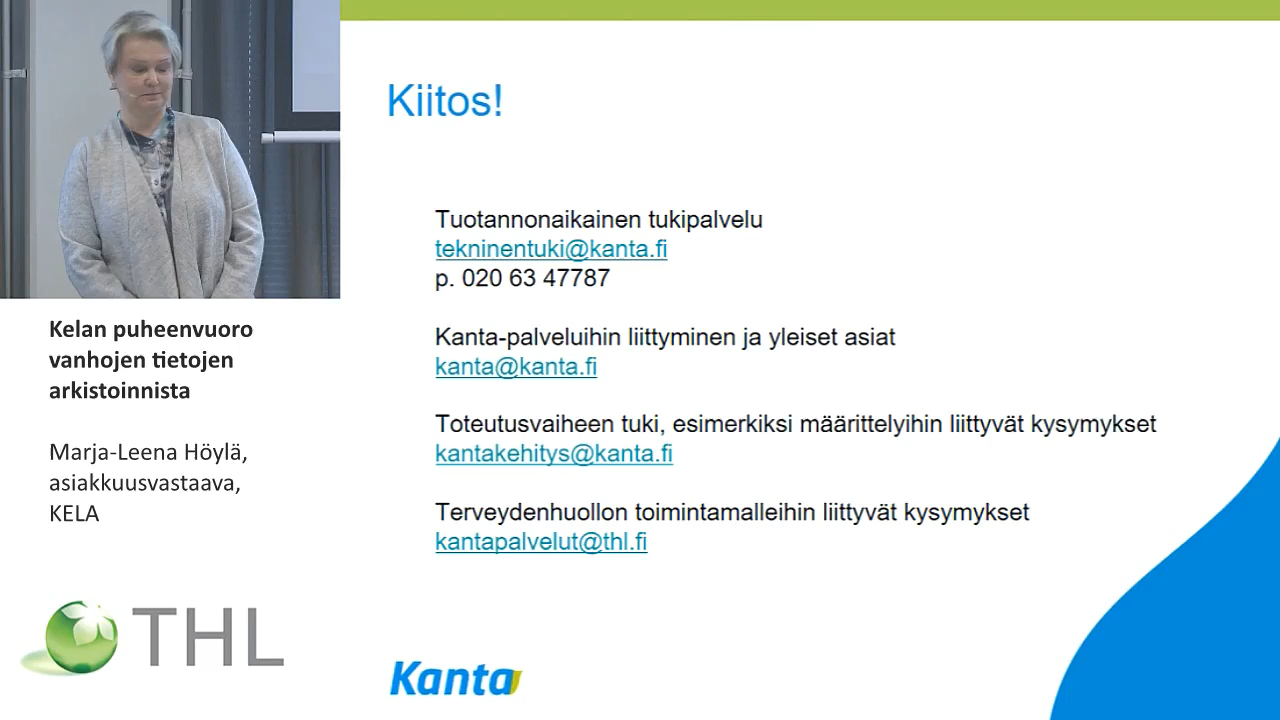 Kiitos!
Tuotannonaikainen tukipalvelu
tekninentuki@kanta.fi
p. 020 63 47787
Kanta-palveluihin liittyminen ja yleiset asiat
kanta@kanta.fi
Toteutusvaiheen tuki, esimerkiksi määrittelyihin liittyvät kysymykset
kantakehitys@kanta.fi
Terveydenhuollon toimintamalleihin liittyvät kysymykset
kantapalvelut@thl.fi
Kanta
Kelan puheenvuoro
vanhojen tietojen
arkistoinnista
Marja-Leena Höylä,
asiakkuusvastaava,
KELA
THL